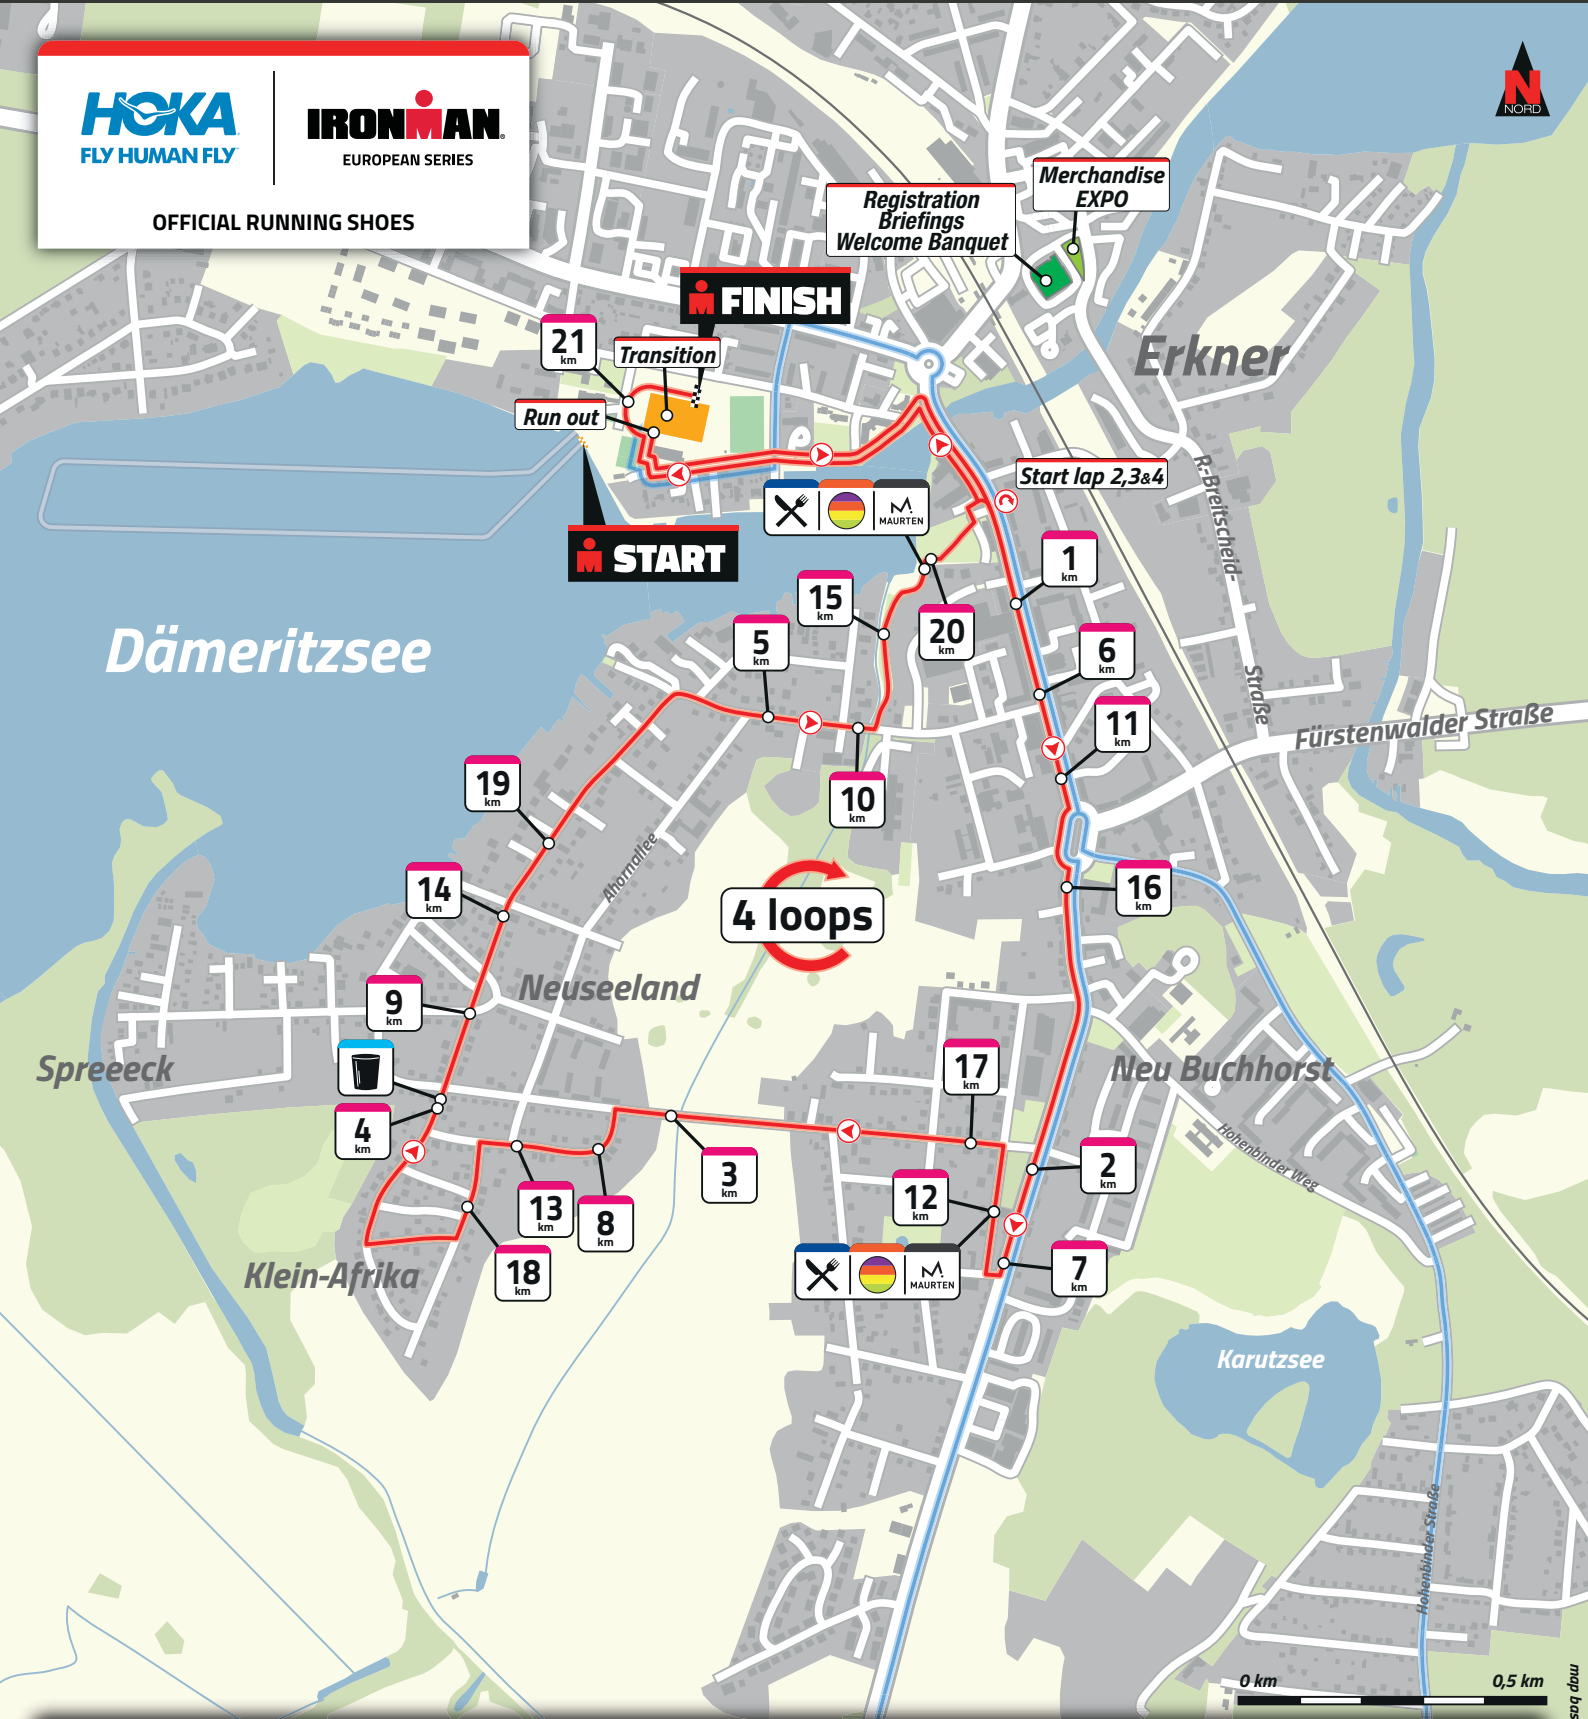 HOKA
FLY HUMAN FLY
IRONMAN
EUROPEAN SERIES
OFFICIAL RUNNING SHOES
N
NORD
Merchandise
EXPO
Registration
Briefings
Welcome Banquet
FINISH
21
km
Transition
Run out
Erkner
START
Start lap 2,3&4
MAURTEN
R.-Breitscheid-
Straße
1
km
15
km
5
km
20
km
6
km
Dämeritzsee
11
km
Fürstenwalder Straße
19
km
10
km
Ahornallee
14
km
4 loops
16
km
9
km
Neuseeland
Spreeeck
17
km
Neu Buchhorst
4
km
3
km
2
km
Hohenbinder Weg
13
km
8
km
12
km
18
km
7
km
MAURTEN
Klein-Afrika
Karutzsee
Hohenbinder Straße
0 km
0,5 km
map bas